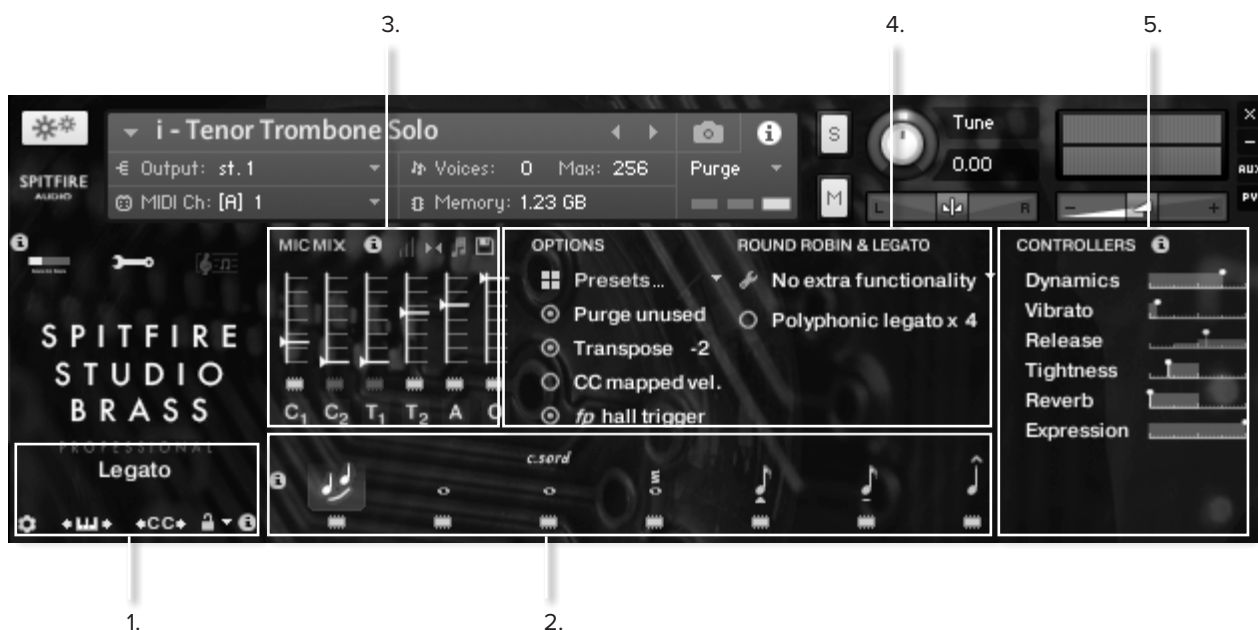 3.
4.
5.
i - Tenor Trombone Solo
S
Tune
0.00
SPITFIRE
AUDIO
Output: st. 1
Voices: 0 Max: 256
Purge
MIDI Ch: [A] 1
Memory: 1.23 GB
M
L
R
-
+
×
-
AUX
PV
MIC MIX
C1 C2 T1 T2 A O
OPTIONS
Presets...
Purge unused
Transpose -2
CC mapped vel.
fp hall trigger
ROUND ROBIN & LEGATO
No extra functionality
Polyphonic legato x 4
CONTROLLERS
Dynamics
Vibrato
Release
Tightness
Reverb
Expression
SPITFIRE
STUDIO
BRASS
PROFESSIONAL
Legato
CC
c.sord
1.
2.